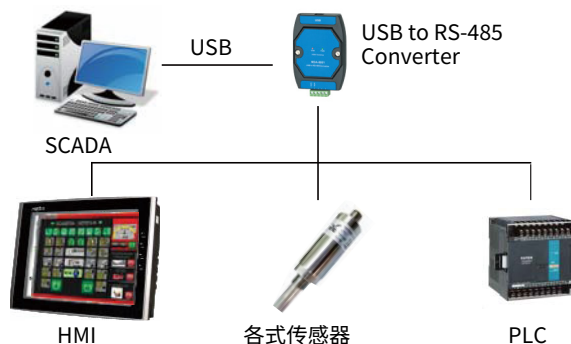 USB
USB to RS-485
Converter
SCADA
HMI
各式传感器
PLC